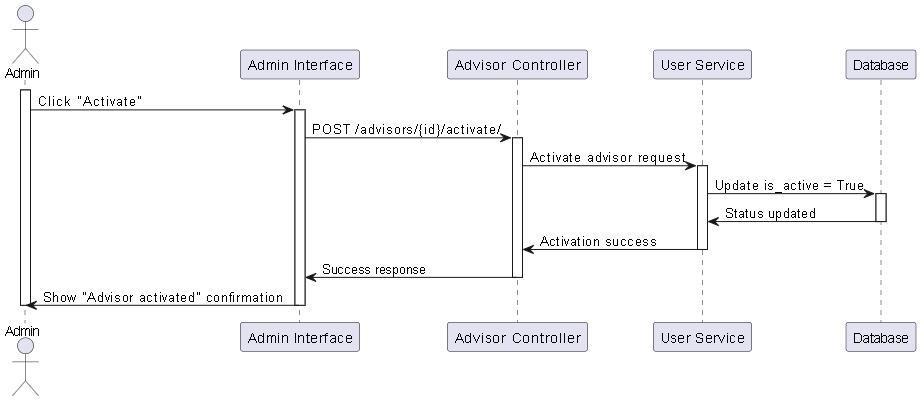 Admin
Admin Interface
Advisor Controller
User Service
Database
Click "Activate"
POST /advisors/{id}/activate/
Activate advisor request
Update is_active = True
Status updated
Activation success
Success response
Show "Advisor activated" confirmation
Admin
Admin Interface
Advisor Controller
User Service
Database